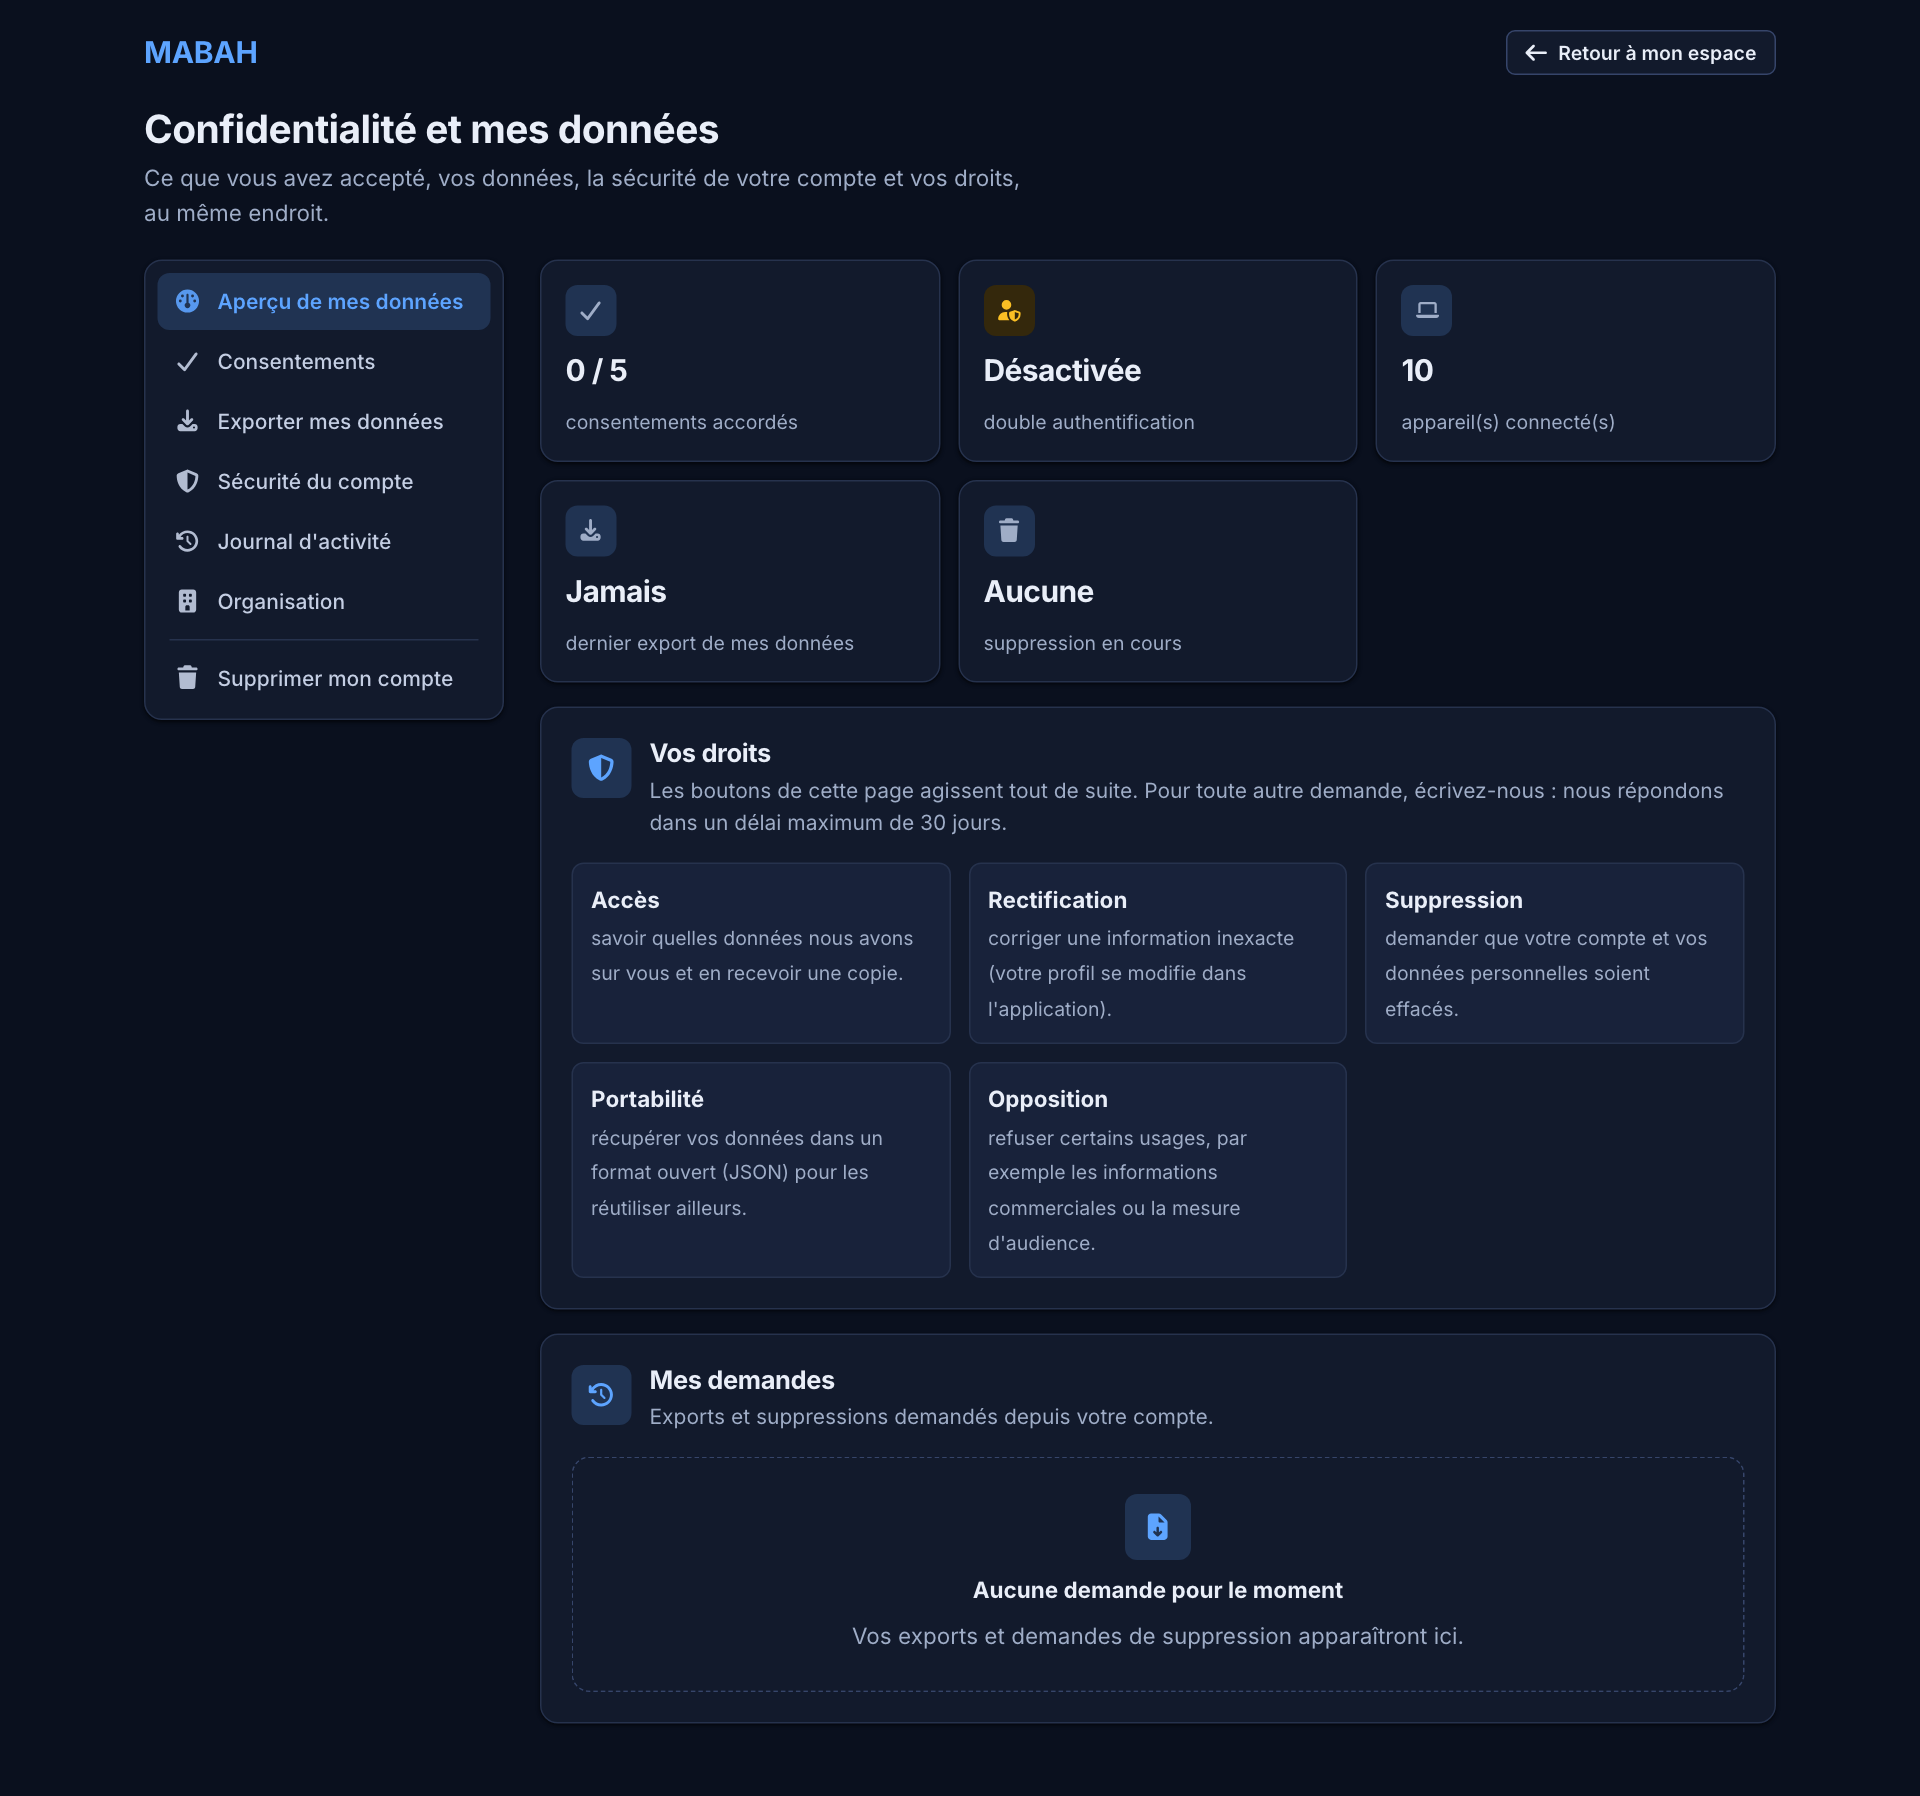 MABAH
Retour à mon espace
Confidentialité et mes données
Ce que vous avez accepté, vos données, la sécurité de votre compte et vos droits,
au même endroit.
Aperçu de mes données
Consentements
Exporter mes données
Sécurité du compte
Journal d'activité
Organisation
Supprimer mon compte
0 / 5
consentements accordés
Désactivée
double authentification
10
appareil(s) connecté(s)
Jamais
dernier export de mes données
Aucune
suppression en cours
Vos droits
Les boutons de cette page agissent tout de suite. Pour toute autre demande, écrivez-nous : nous répondons
dans un délai maximum de 30 jours.
Accès
savoir quelles données nous avons
sur vous et en recevoir une copie.
Rectification
corriger une information inexacte
(votre profil se modifie dans
l'application).
Suppression
demander que votre compte et vos
données personnelles soient
effacés.
Portabilité
récupérer vos données dans un
format ouvert (JSON) pour les
réutiliser ailleurs.
Opposition
refuser certains usages, par
exemple les informations
commerciales ou la mesure
d'audience.
Mes demandes
Exports et suppressions demandés depuis votre compte.
Aucune demande pour le moment
Vos exports et demandes de suppression apparaîtront ici.